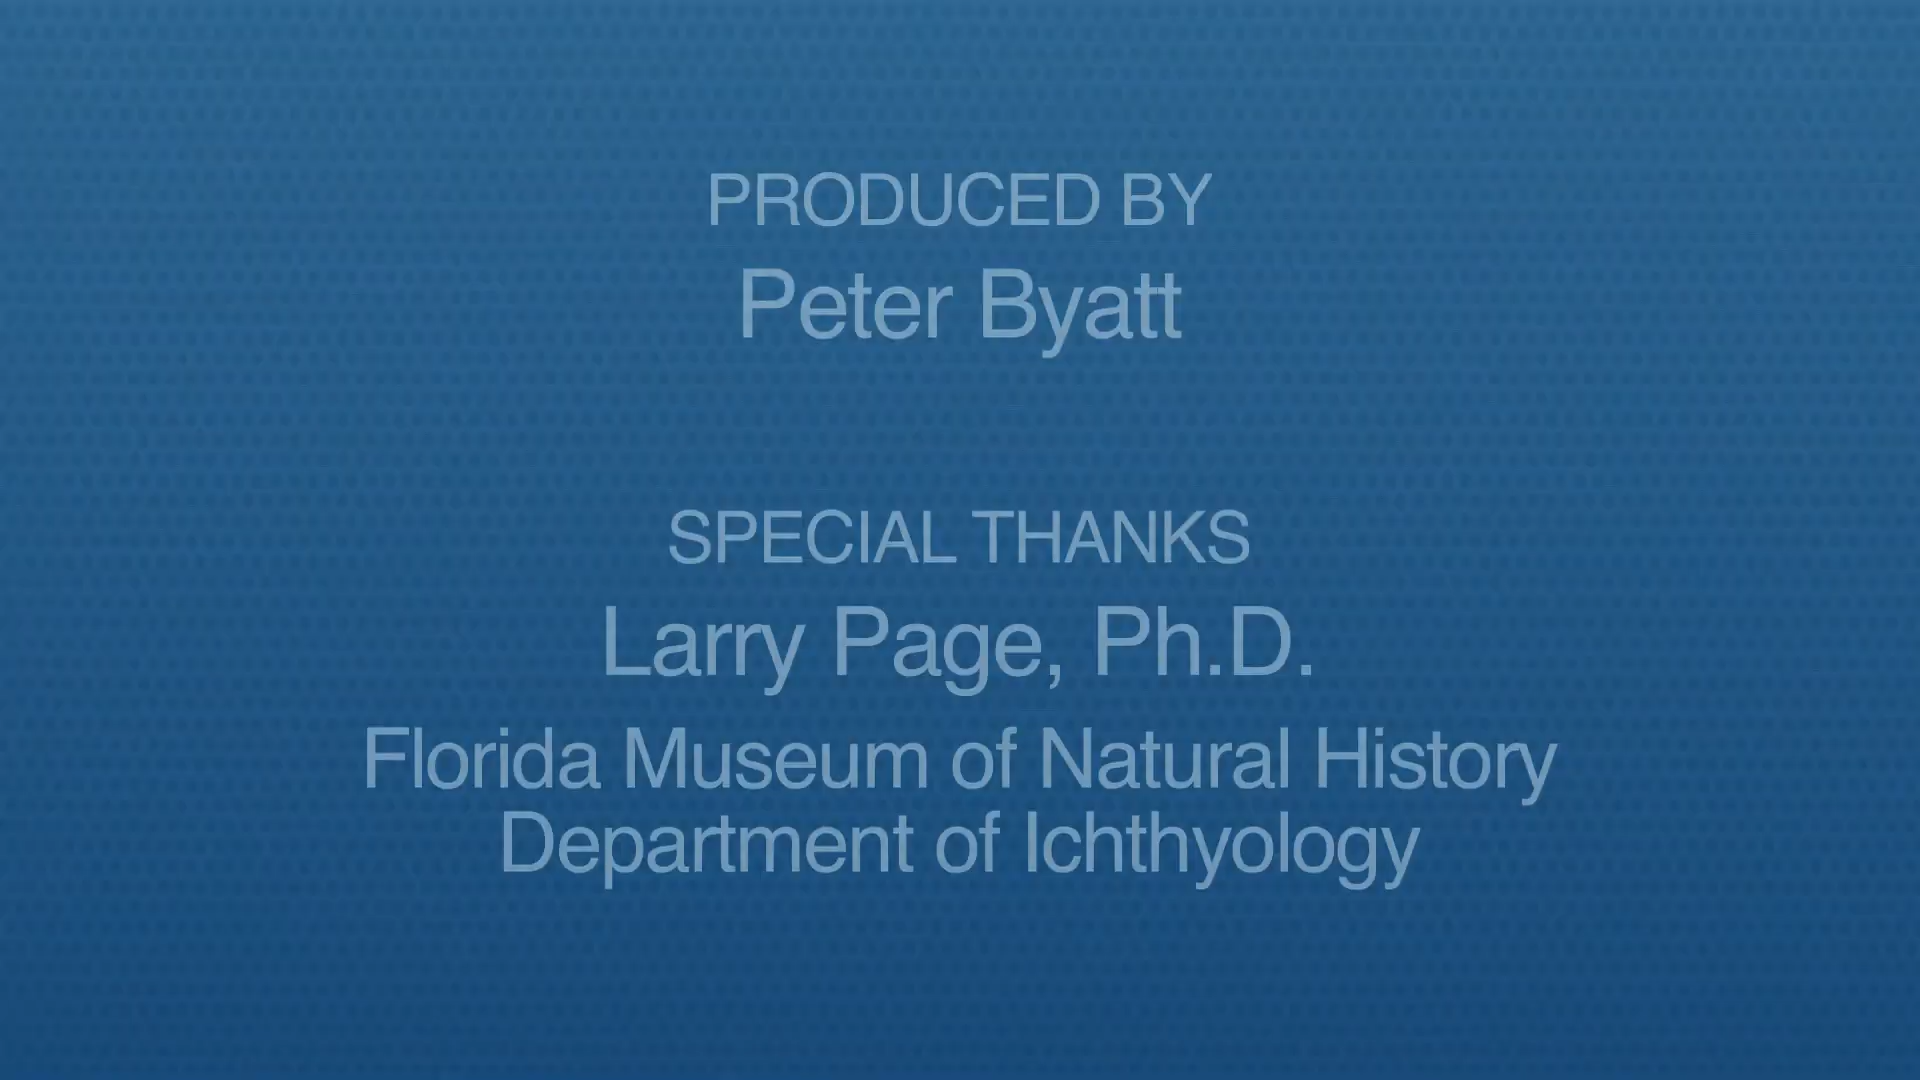 PRODUCED BY
Peter Byatt
SPECIAL THANKS
Larry Page, Ph.D.
Florida Museum of Natural History
Department of Ichthyology